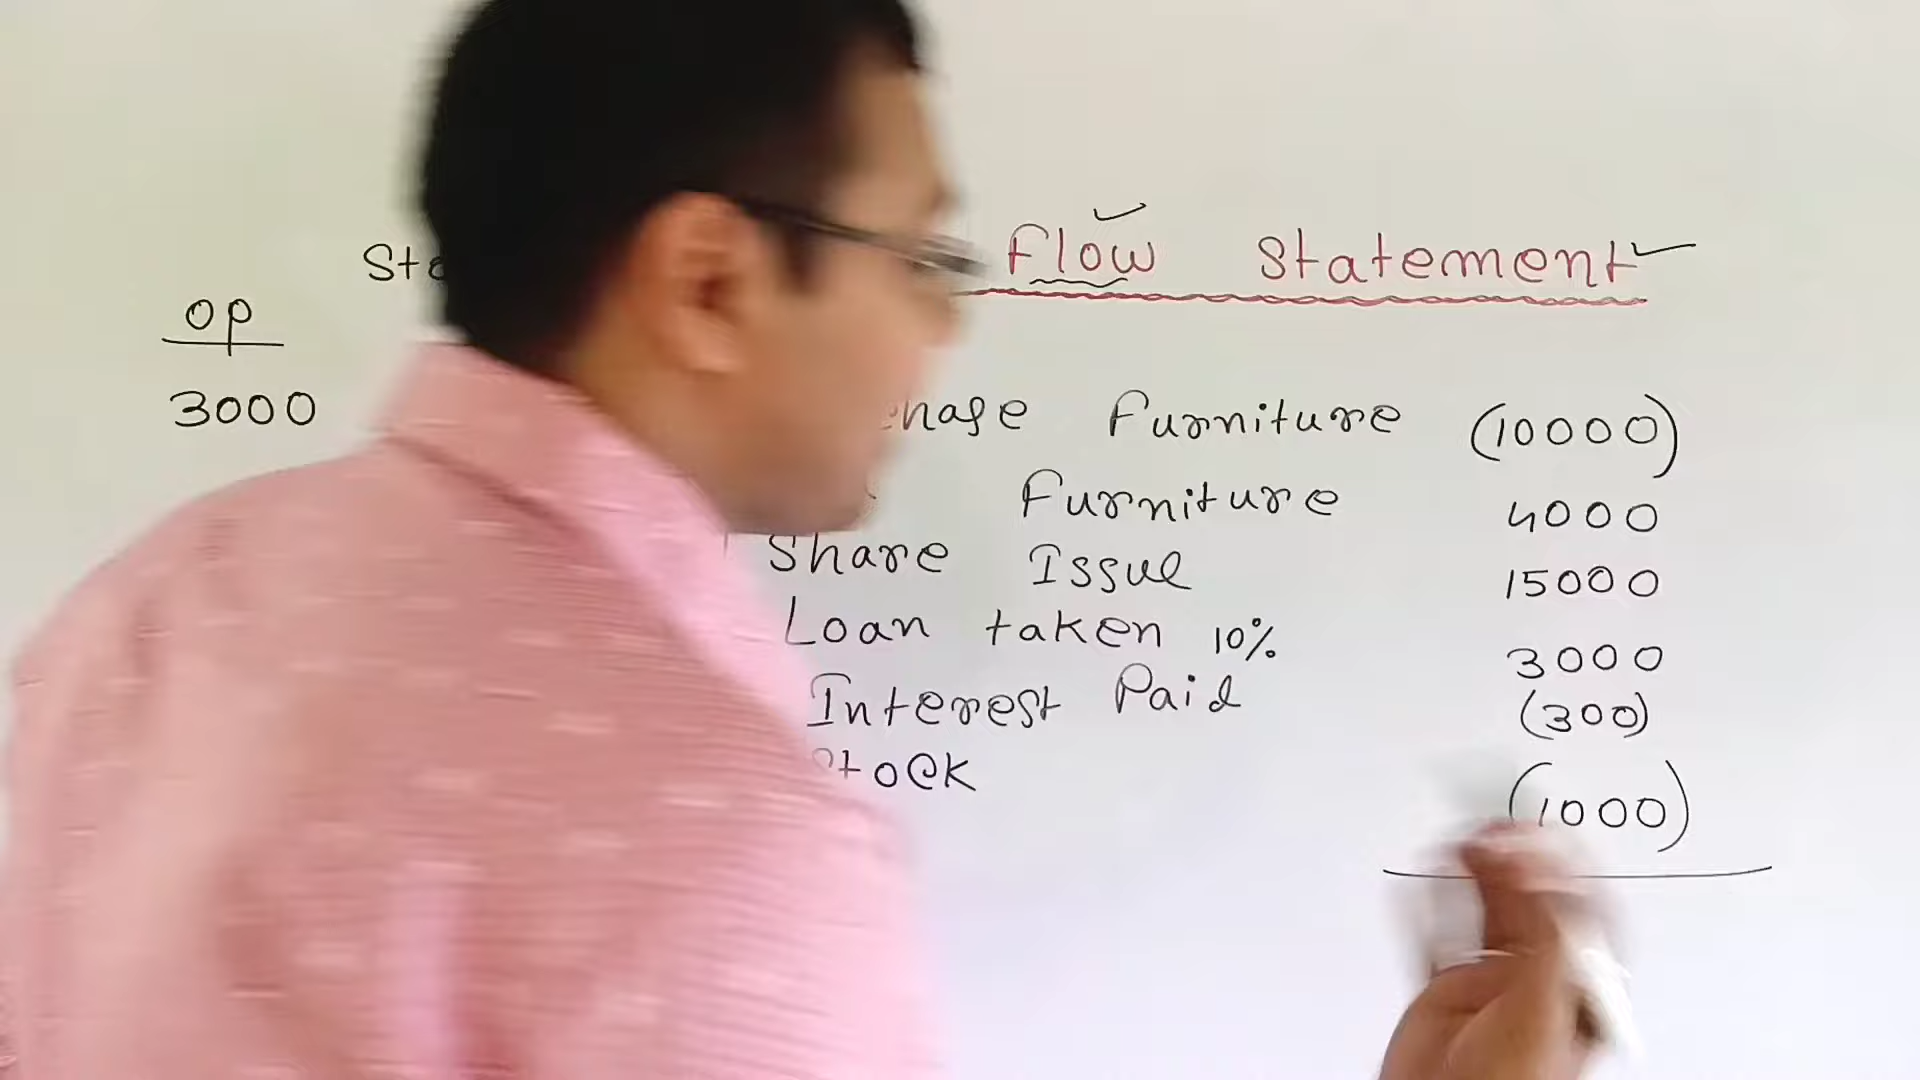 Flow Statement
op
3000
Furniture (10000)
Furniture 4000
Share Issue 15000
Loan taken 10% 3000
Interest Paid (300)
Stock (1000)